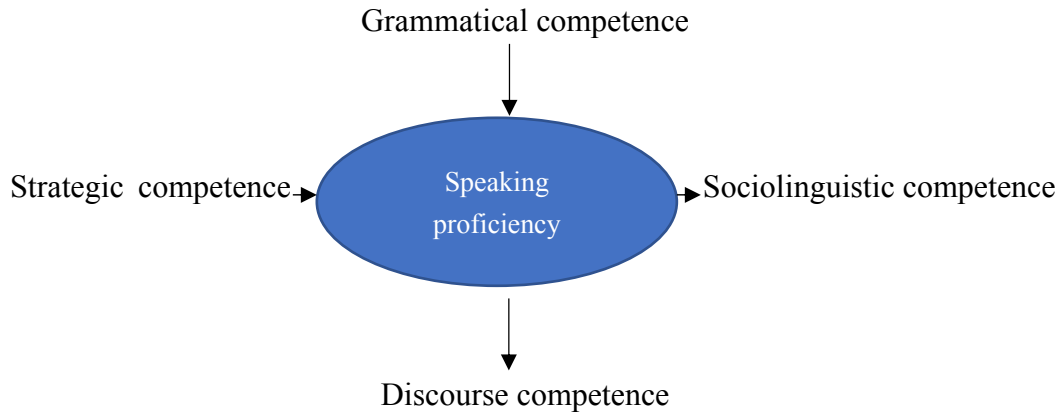 Grammatical competence
Strategic competence
Speaking
proficiency
Sociolinguistic competence
Discourse competence